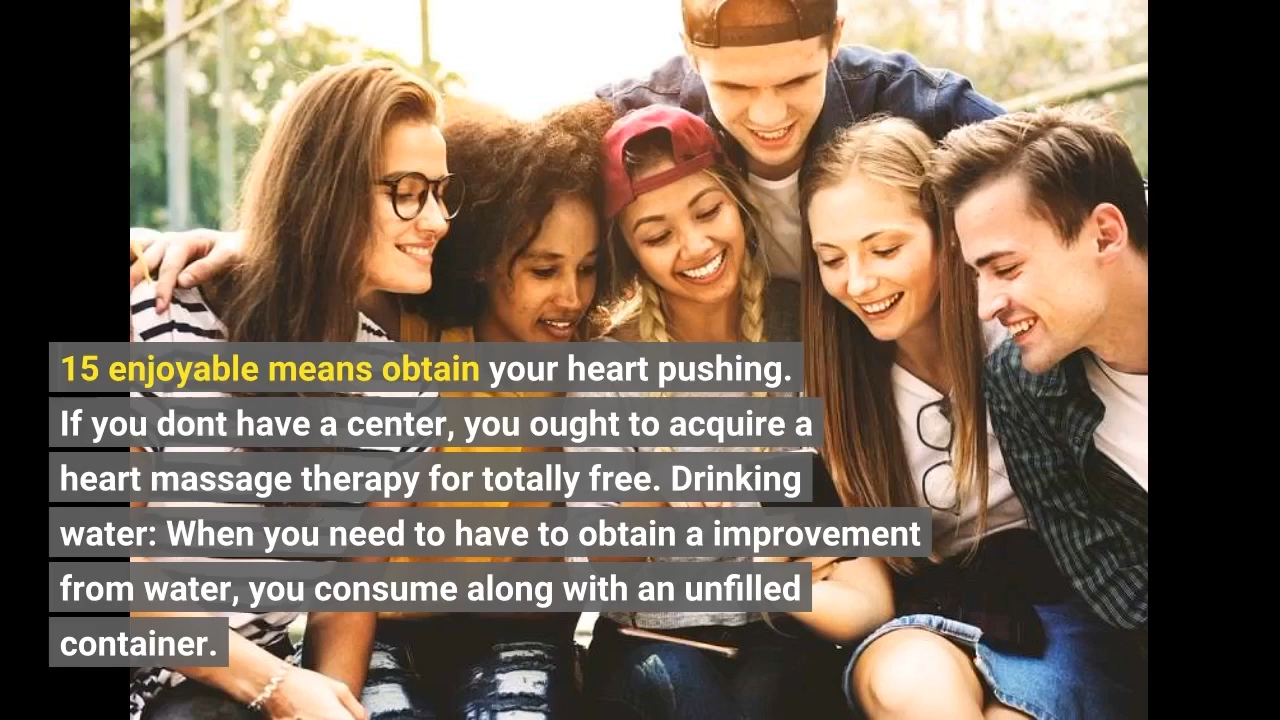 15 enjoyable means obtain your heart pushing.
If you dont have a center, you ought to acquire a
heart massage therapy for totally free. Drinking
water: When you need to have to obtain a improvement
from water, you consume along with an unfilled
container.